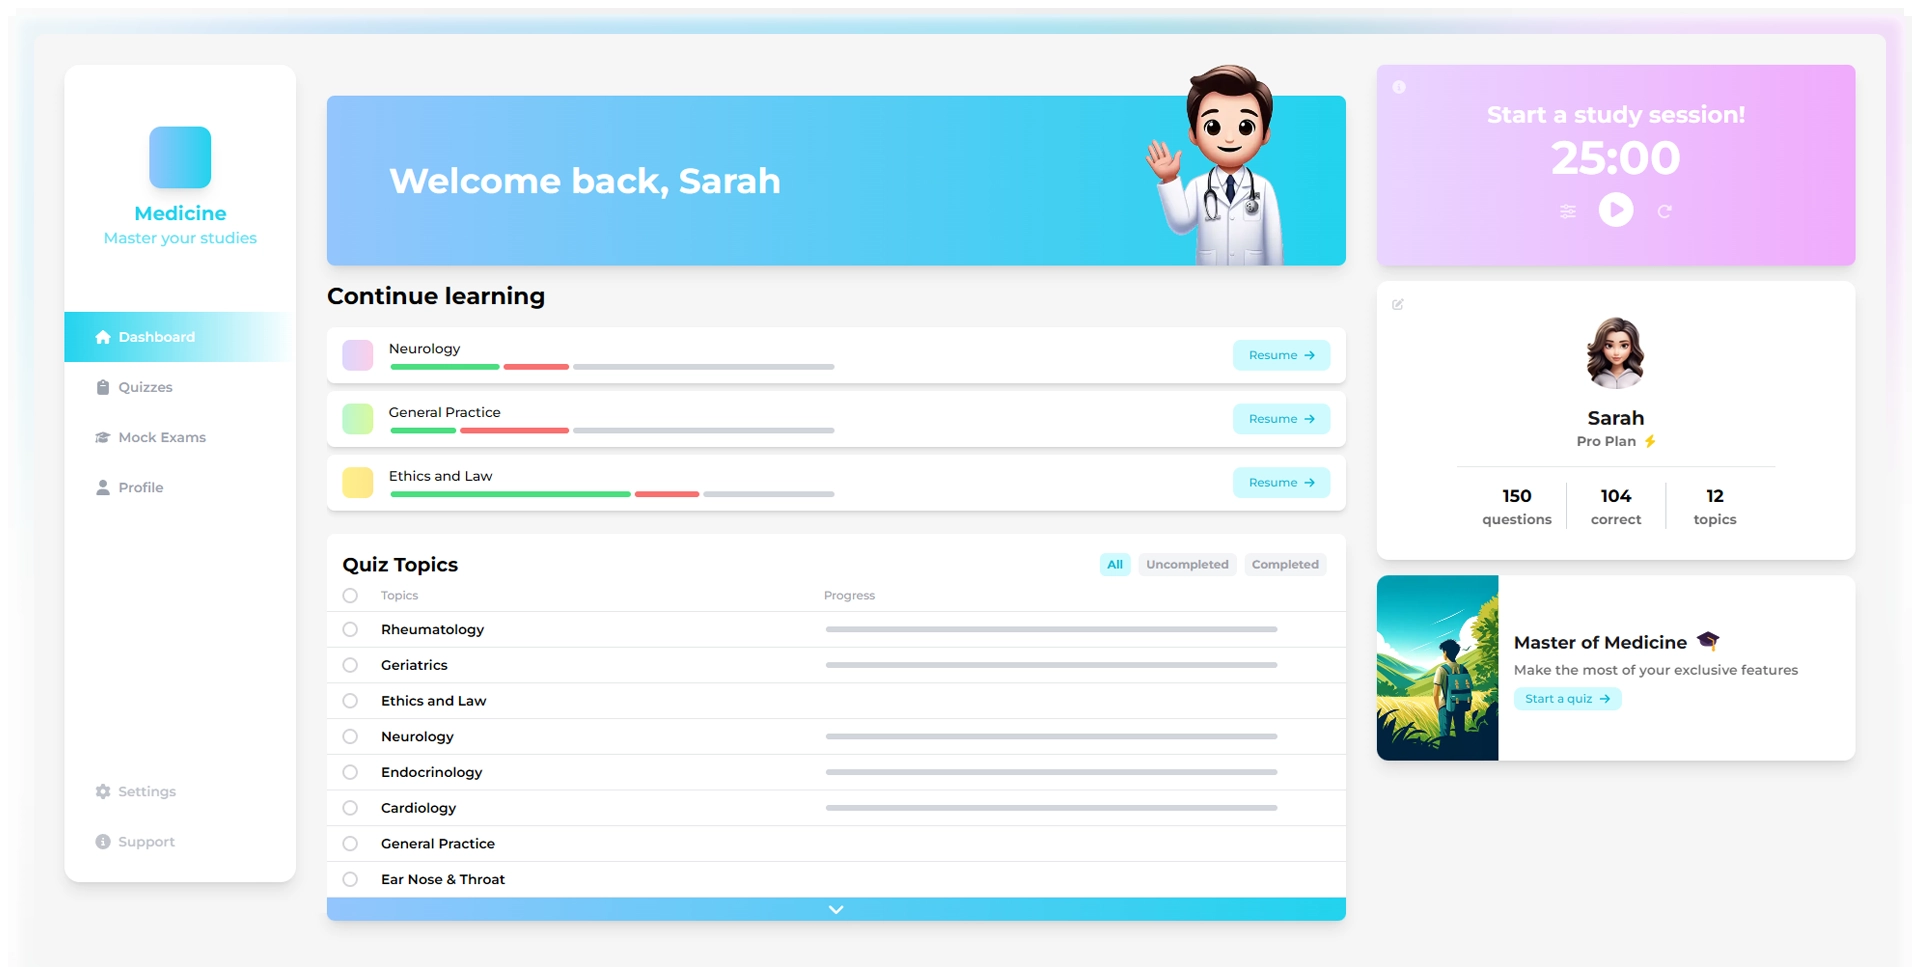 Medicine
Master your studies
Dashboard
Quizzes
Mock Exams
Profile
Settings
Support
Welcome back, Sarah
Continue learning
Neurology
Resume
General Practice
Resume
Ethics and Law
Resume
Quiz Topics
All Uncompleted Completed
Topics Progress
Rheumatology
Geriatrics
Ethics and Law
Neurology
Endocrinology
Cardiology
General Practice
Ear Nose & Throat
Start a study session!
25:00
Sarah
Pro Plan
150 104 12
questions correct topics
Master of Medicine
Make the most of your exclusive features
Start a quiz